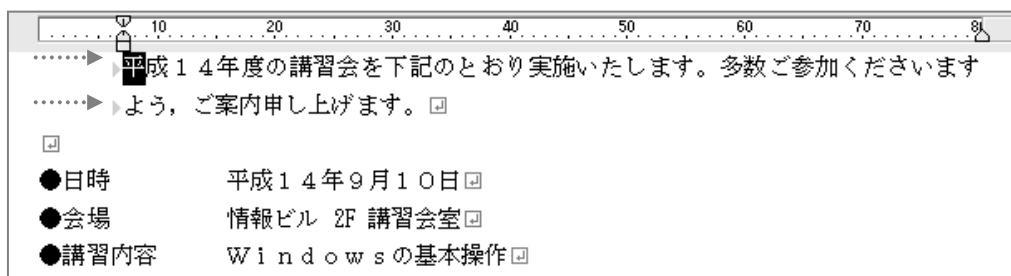 10 20 30 40 50 60 70 80
平成１４年度の講習会を下記のとおり実施いたします。多数ご参加くださいます
よう，ご案内申し上げます。
●日時　　　　　平成１４年９月１０日
●会場　　　　　情報ビル 2F 講習会室
●講習内容　　　Ｗｉｎｄｏｗｓの基本操作